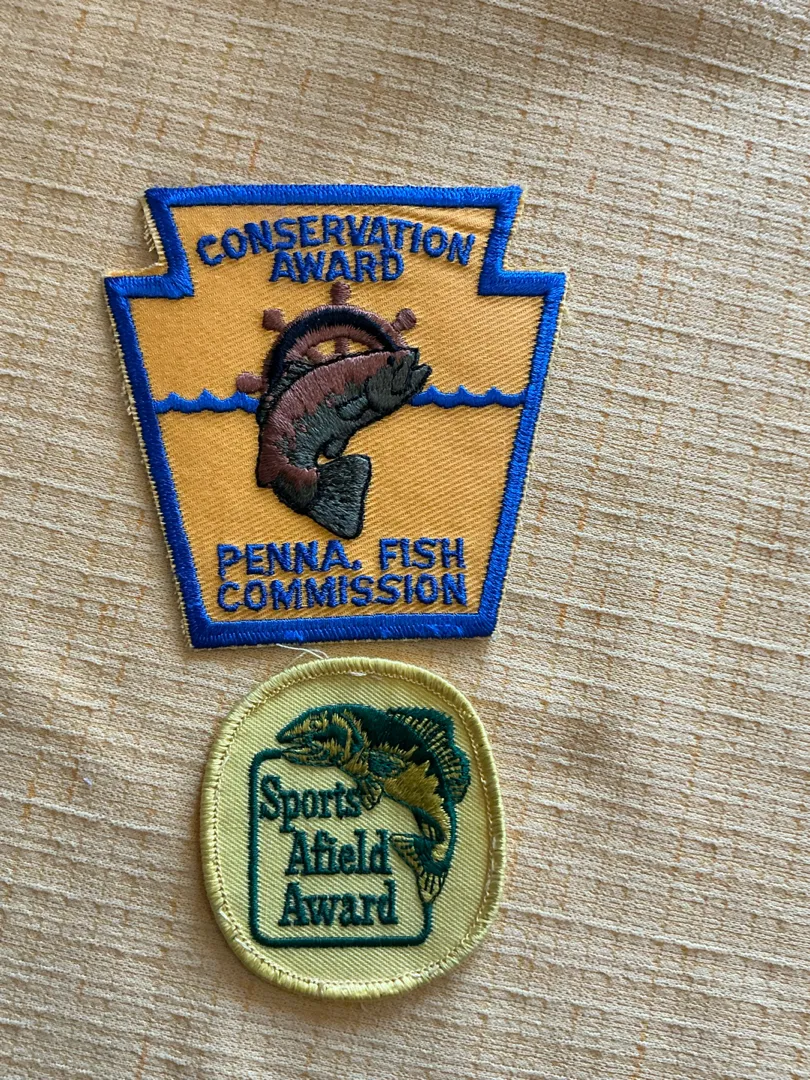 CONSERVATION
AWARD
PENNA. FISH
COMMISSION
Sports
Afield
Award